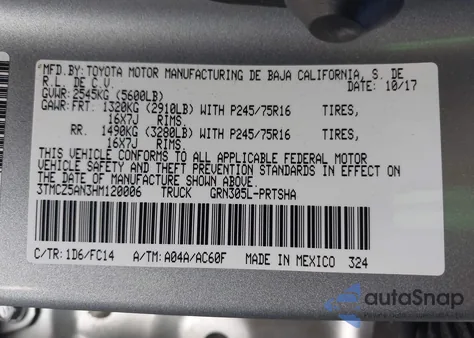 MFD.BY:TOYOTA MOTOR MANUFACTURING DE BAJA CALIFORNIA, S. DE
R.L. DE C.V. DATE: 10/17
GVWR: 2545KG (5600LB)
GAWR:FRT. 1320KG (2910LB) WITH P245/75R16 TIRES,
16X7J RIMS.
RR. 1490KG (3280LB) WITH P245/75R16 TIRES,
16X7J RIMS.
THIS VEHICLE CONFORMS TO ALL APPLICABLE FEDERAL MOTOR
VEHICLE SAFETY AND THEFT PREVENTION STANDARDS IN EFFECT ON
THE DATE OF MANUFACTURE SHOWN ABOVE.
3TMCZ5AN3HM120006 TRUCK GRN305L-PRTSHA
C/TR: 1D6/FC14 A/TM: A04A/AC60F MADE IN MEXICO 324
autoSnap